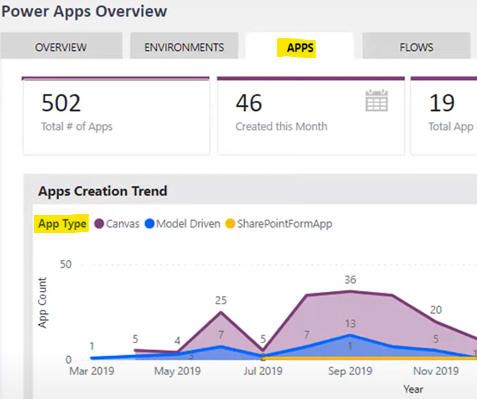 Power Apps Overview
OVERVIEW ENVIRONMENTS APPS FLOWS
502 46 19
Total # of Apps Created this Month Total App
Apps Creation Trend
App Type Canvas Model Driven SharePointFormApp
50
App Count
36
25
20
13
1 5 4 7 5 7 5
3 2 1
0
Mar 2019 May 2019 Jul 2019 Sep 2019 Nov 2019
Year